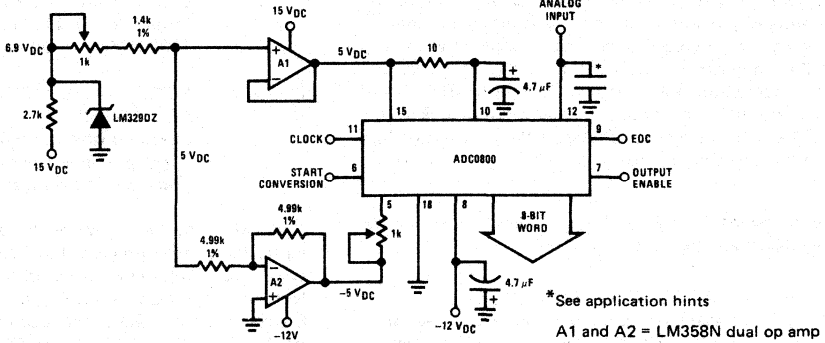 ANALOG
INPUT
15 VDC
1.4k
1%
6.9 VDC
1k
+
A1
−
5 VDC
10
+
4.7 µF
*
2.7k
LM329DZ
15 VDC
5 VDC
15
10
12
CLOCK
11
9
EOC
ADC0800
START
CONVERSION
6
7
OUTPUT
ENABLE
5
18
8
8-BIT
WORD
4.99k
1%
4.99k
1%
1k
−
A2
+
−5 VDC
4.7 µF
+
−12V
−12 VDC
*See application hints
A1 and A2 = LM358N dual op amp